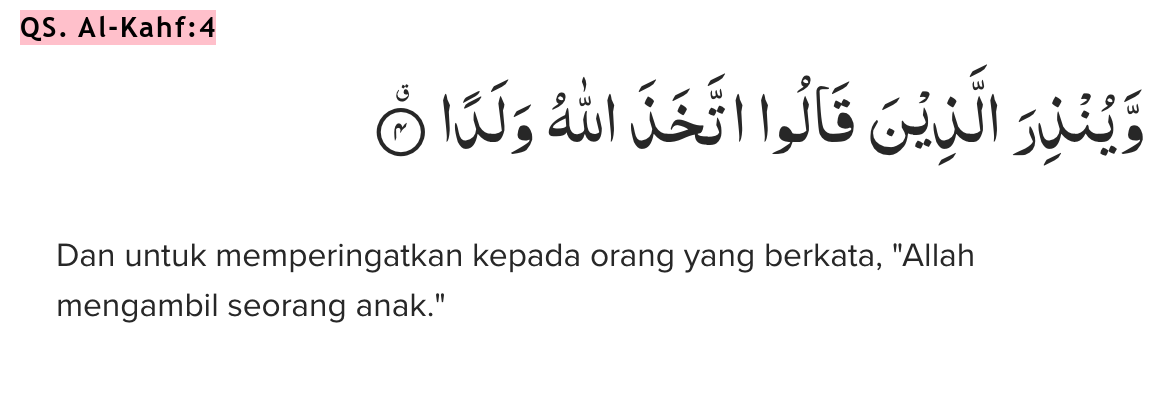 QS. Al-Kahf:4
وَّيُنْذِرَ الَّذِيْنَ قَالُوا اتَّخَذَ اللّٰهُ وَلَدًا ۴ۗ
Dan untuk memperingatkan kepada orang yang berkata, "Allah
mengambil seorang anak."